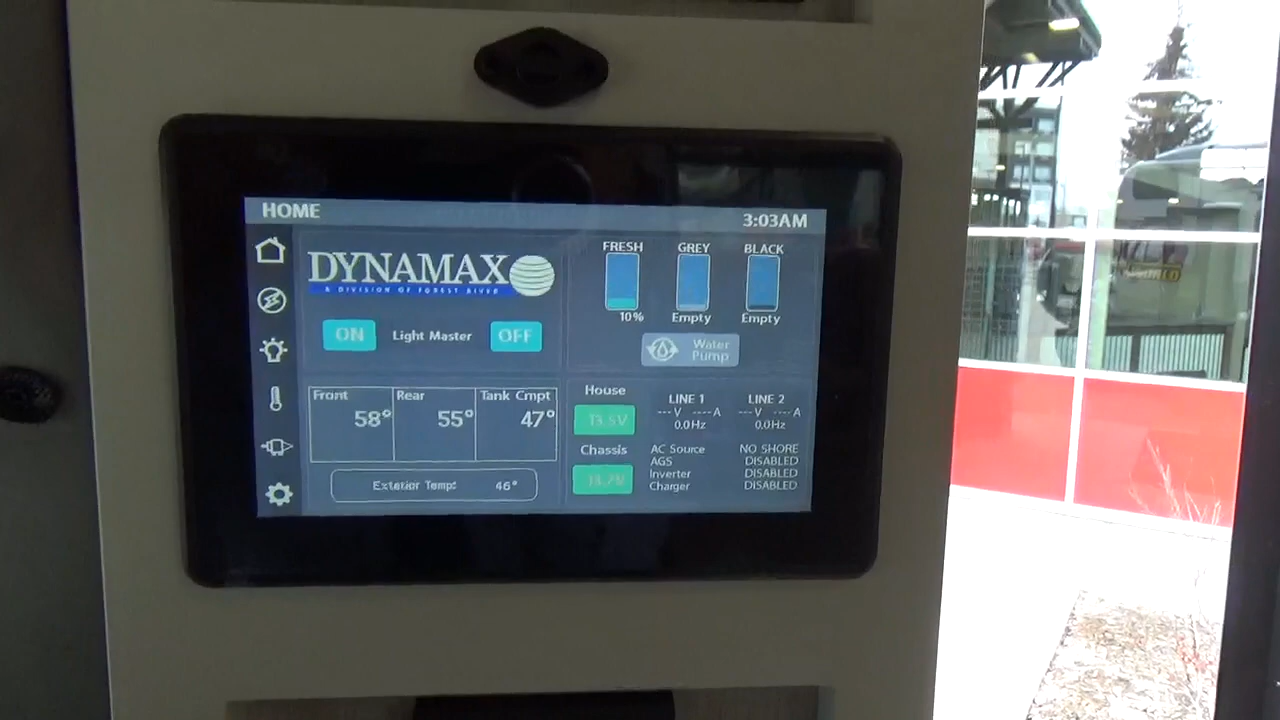 HOME
3:03AM
DYNAMAX
A DIVISION OF FOREST RIVER
ON
Light Master
OFF
FRESH
GREY
BLACK
10%
Empty
Empty
Water
Pump
Front
58°
Rear
55°
Tank Cmpt
47°
Exterior Temp:
46°
House
13.5V
Chassis
LINE 1
---V ----A
0.0Hz
LINE 2
---V ----A
0.0Hz
AC Source NO SHORE
AGS DISABLED
Inverter DISABLED
Charger DISABLED